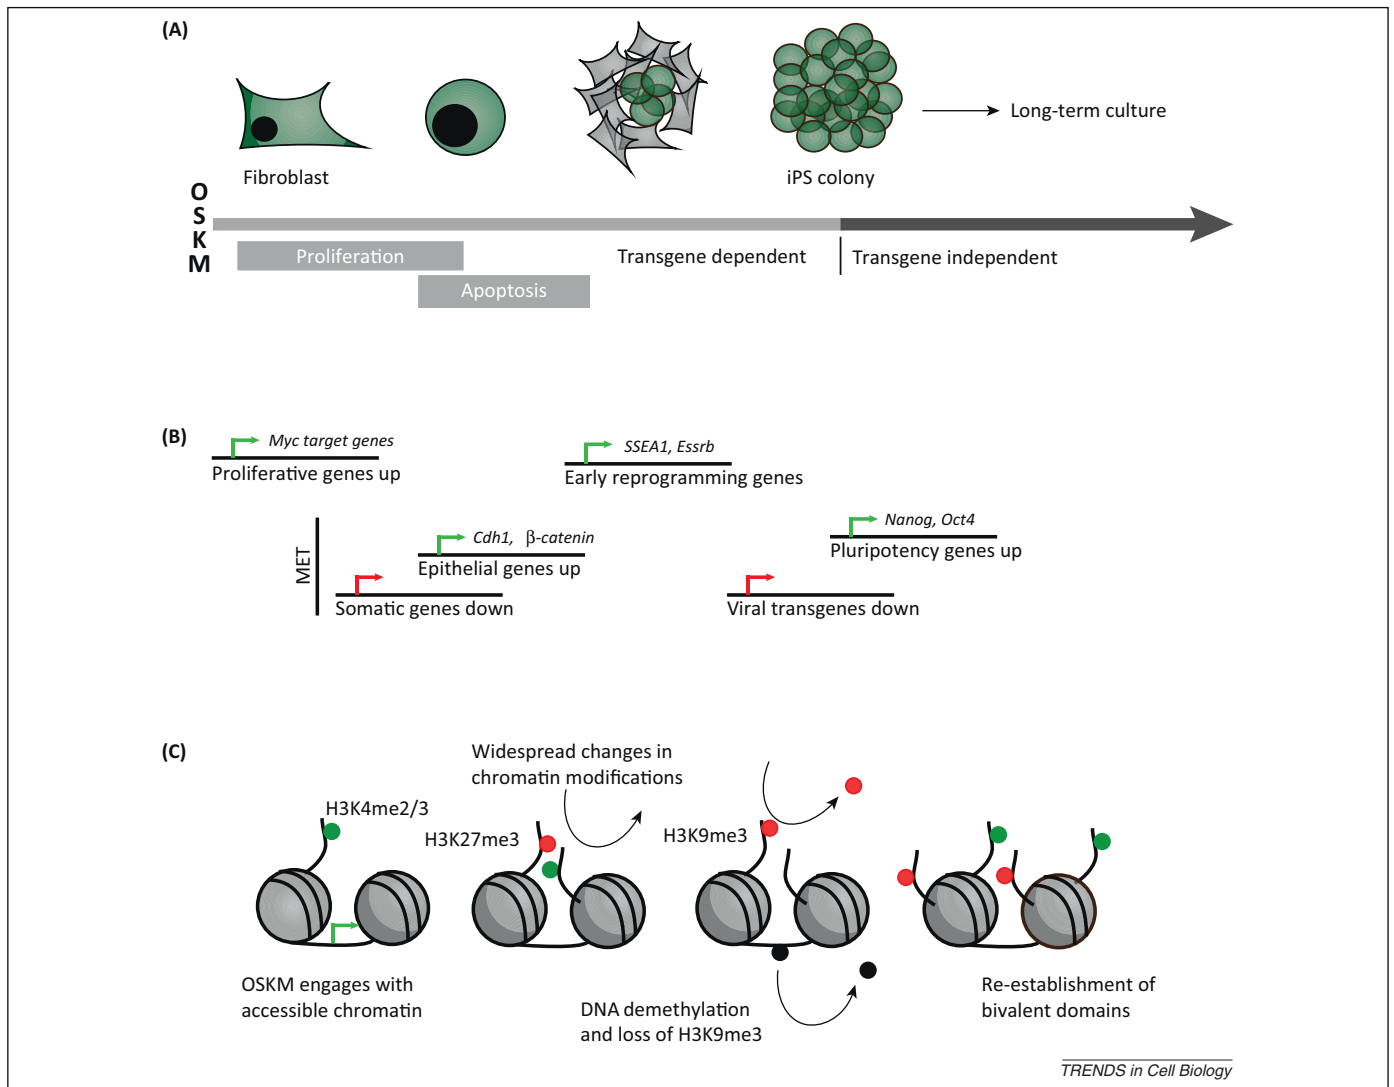 (A)
Long-term culture
Fibroblast
iPS colony
O
S
K
M
Proliferation
Transgene dependent
Transgene independent
Apoptosis
(B)
Myc target genes
Proliferative genes up
SSEA1, Essrb
Early reprogramming genes
MET
Cdh1, β-catenin
Epithelial genes up
Somatic genes down
Nanog, Oct4
Pluripotency genes up
Viral transgenes down
(C)
Widespread changes in
chromatin modifications
H3K4me2/3
H3K27me3
H3K9me3
OSKM engages with
accessible chromatin
DNA demethylation
and loss of H3K9me3
Re-establishment of
bivalent domains
TRENDS in Cell Biology